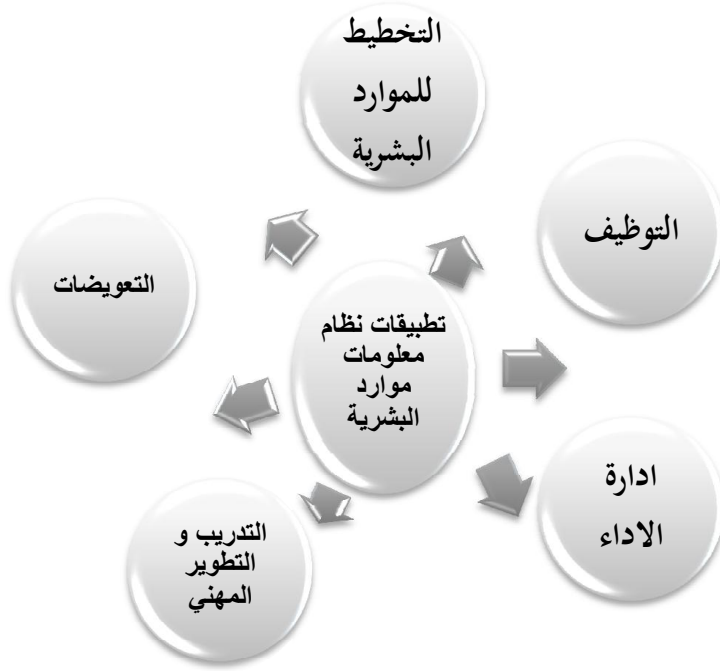 التخطيط
للموارد
البشرية
التوظيف
التعويضات
تطبيقات نظام
معلومات
موارد
البشرية
ادارة
الاداء
التدريب و
التطوير
المهني